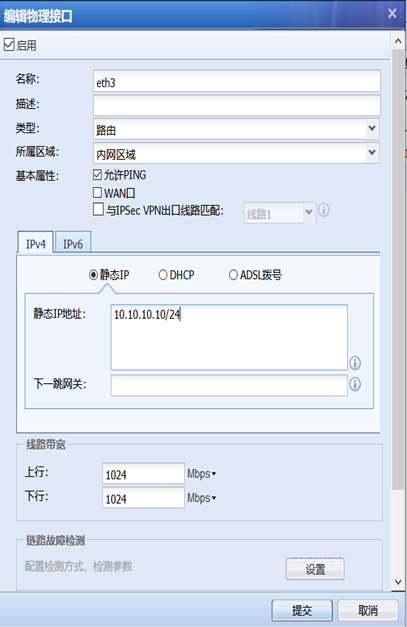 编辑物理接口
启用
名称： eth3
描述：
类型： 路由
所属区域： 内网区域
基本属性： 允许PING
WAN口
与IPSec VPN出口线路匹配： 线路1
IPv4 IPv6
静态IP DHCP ADSL拨号
静态IP地址： 10.10.10.10/24
下一跳网关：
线路带宽
上行： 1024 Mbps
下行： 1024 Mbps
链路故障检测
配置检测方式、检测参数 设置
提交 取消